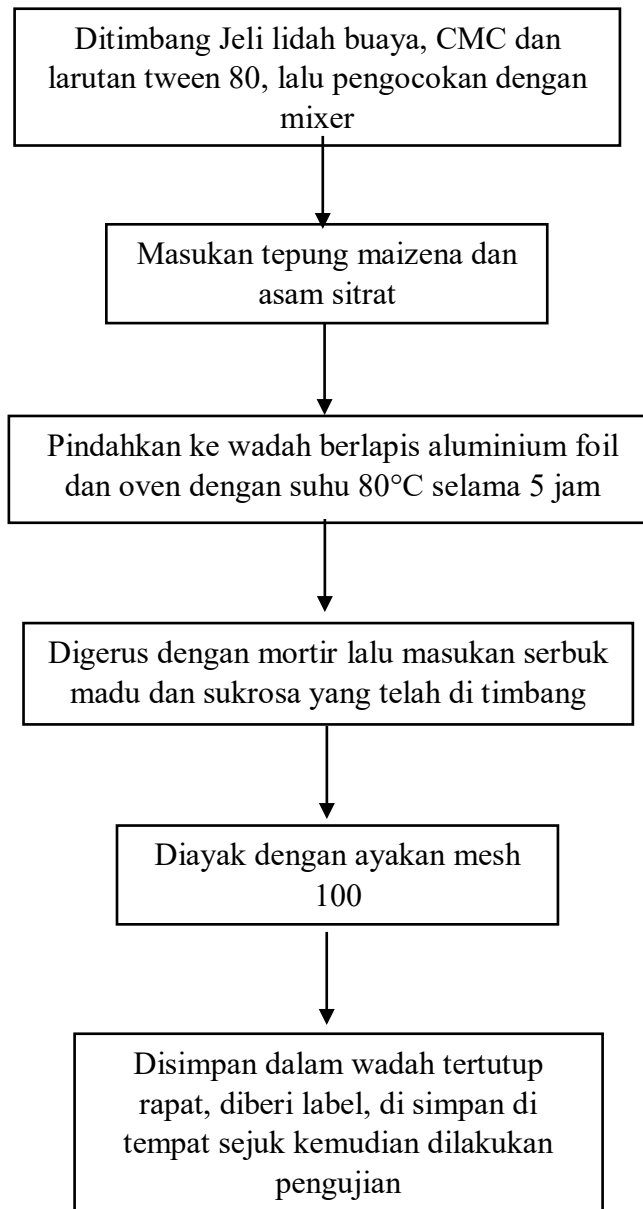 Ditimbang Jeli lidah buaya, CMC dan
larutan tween 80, lalu pengocokan dengan
mixer
Masukan tepung maizena dan
asam sitrat
Pindahkan ke wadah berlapis aluminium foil
dan oven dengan suhu 80°C selama 5 jam
Digerus dengan mortir lalu masukan serbuk
madu dan sukrosa yang telah di timbang
Diayak dengan ayakan mesh
100
Disimpan dalam wadah tertutup
rapat, diberi label, di simpan di
tempat sejuk kemudian dilakukan
pengujian